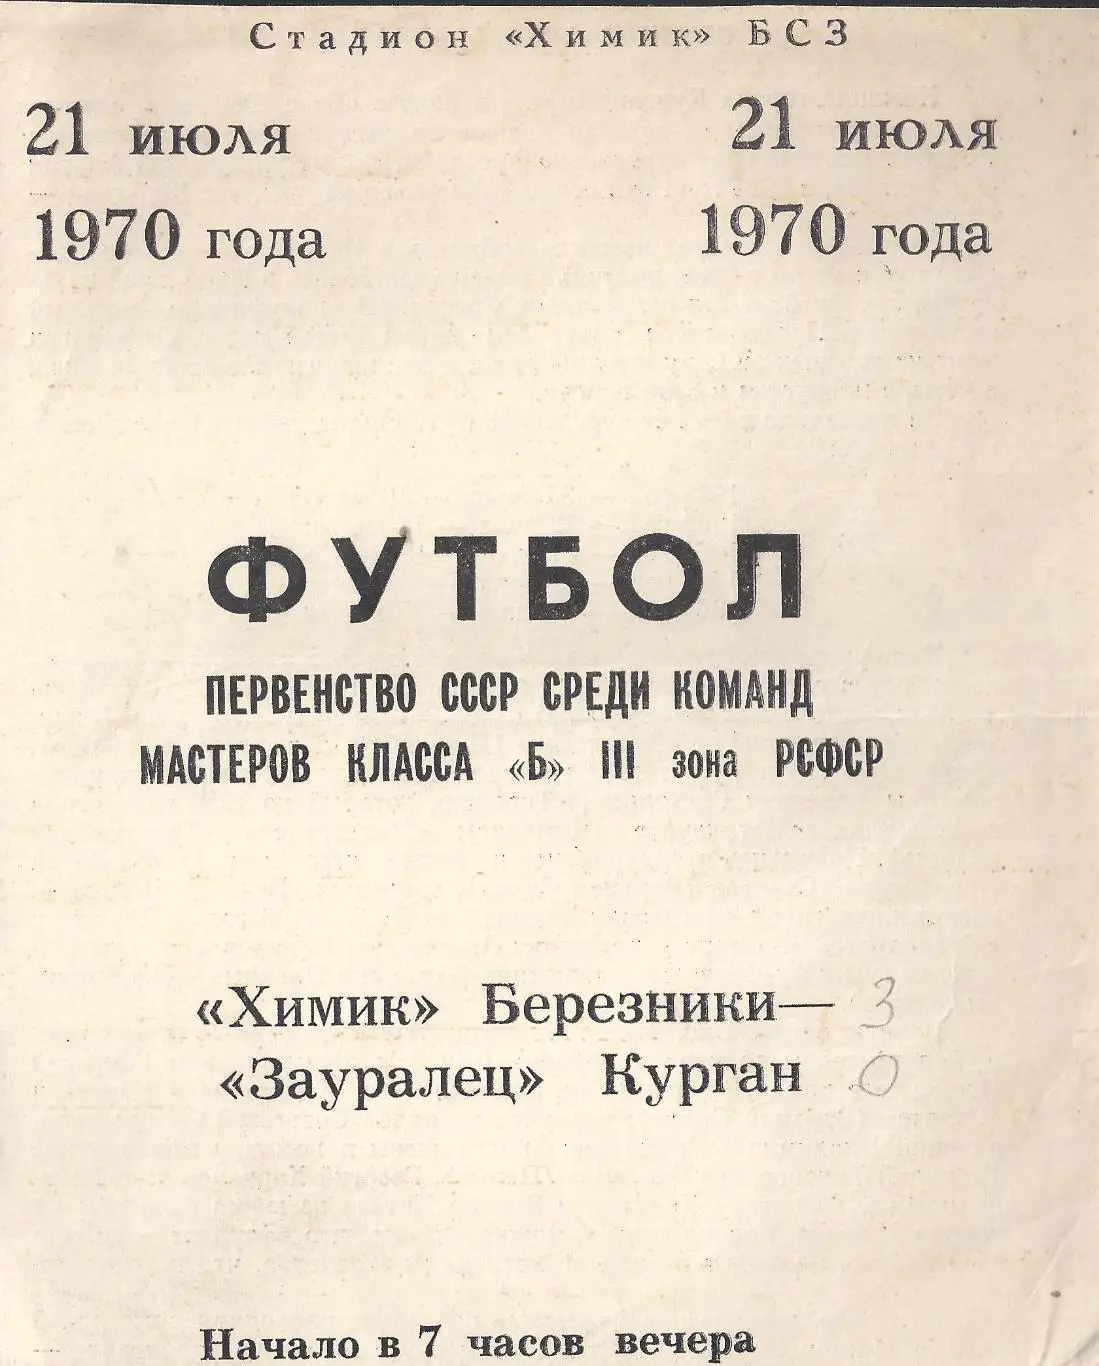 Стадион «Химик» БСЗ
21 июля 21 июля
1970 года 1970 года
ФУТБОЛ
ПЕРВЕНСТВО СССР СРЕДИ КОМАНД
МАСТЕРОВ КЛАССА «Б» III зона РСФСР
«Химик» Березники— 3
«Зауралец» Курган 0
Начало в 7 часов вечера